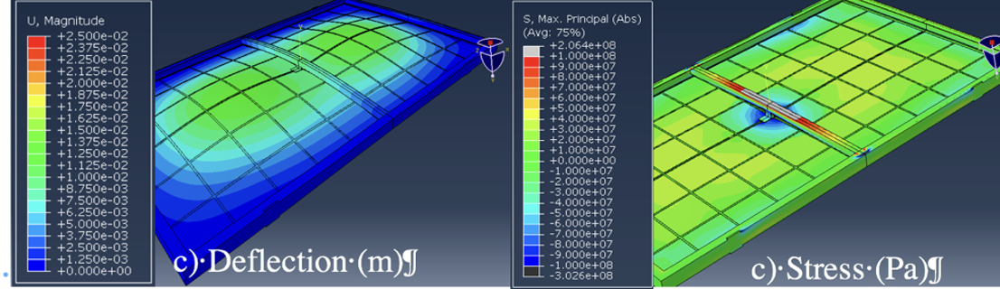 U, Magnitude
+2.500e-02
+2.375e-02
+2.250e-02
+2.125e-02
+2.000e-02
+1.875e-02
+1.750e-02
+1.625e-02
+1.500e-02
+1.375e-02
+1.250e-02
+1.125e-02
+1.000e-02
+8.750e-03
+7.500e-03
+6.250e-03
+5.000e-03
+3.750e-03
+2.500e-03
+1.250e-03
+0.000e+00
c)·Deflection·(m)¶
S, Max. Principal (Abs)
(Avg: 75%)
+2.064e+08
+1.000e+08
+9.000e+07
+8.000e+07
+7.000e+07
+6.000e+07
+5.000e+07
+4.000e+07
+3.000e+07
+2.000e+07
+1.000e+07
+0.000e+00
-1.000e+07
-2.000e+07
-3.000e+07
-4.000e+07
-5.000e+07
-6.000e+07
-7.000e+07
-8.000e+07
-9.000e+07
-1.000e+08
-3.026e+08
c)·Stress·(Pa)¶